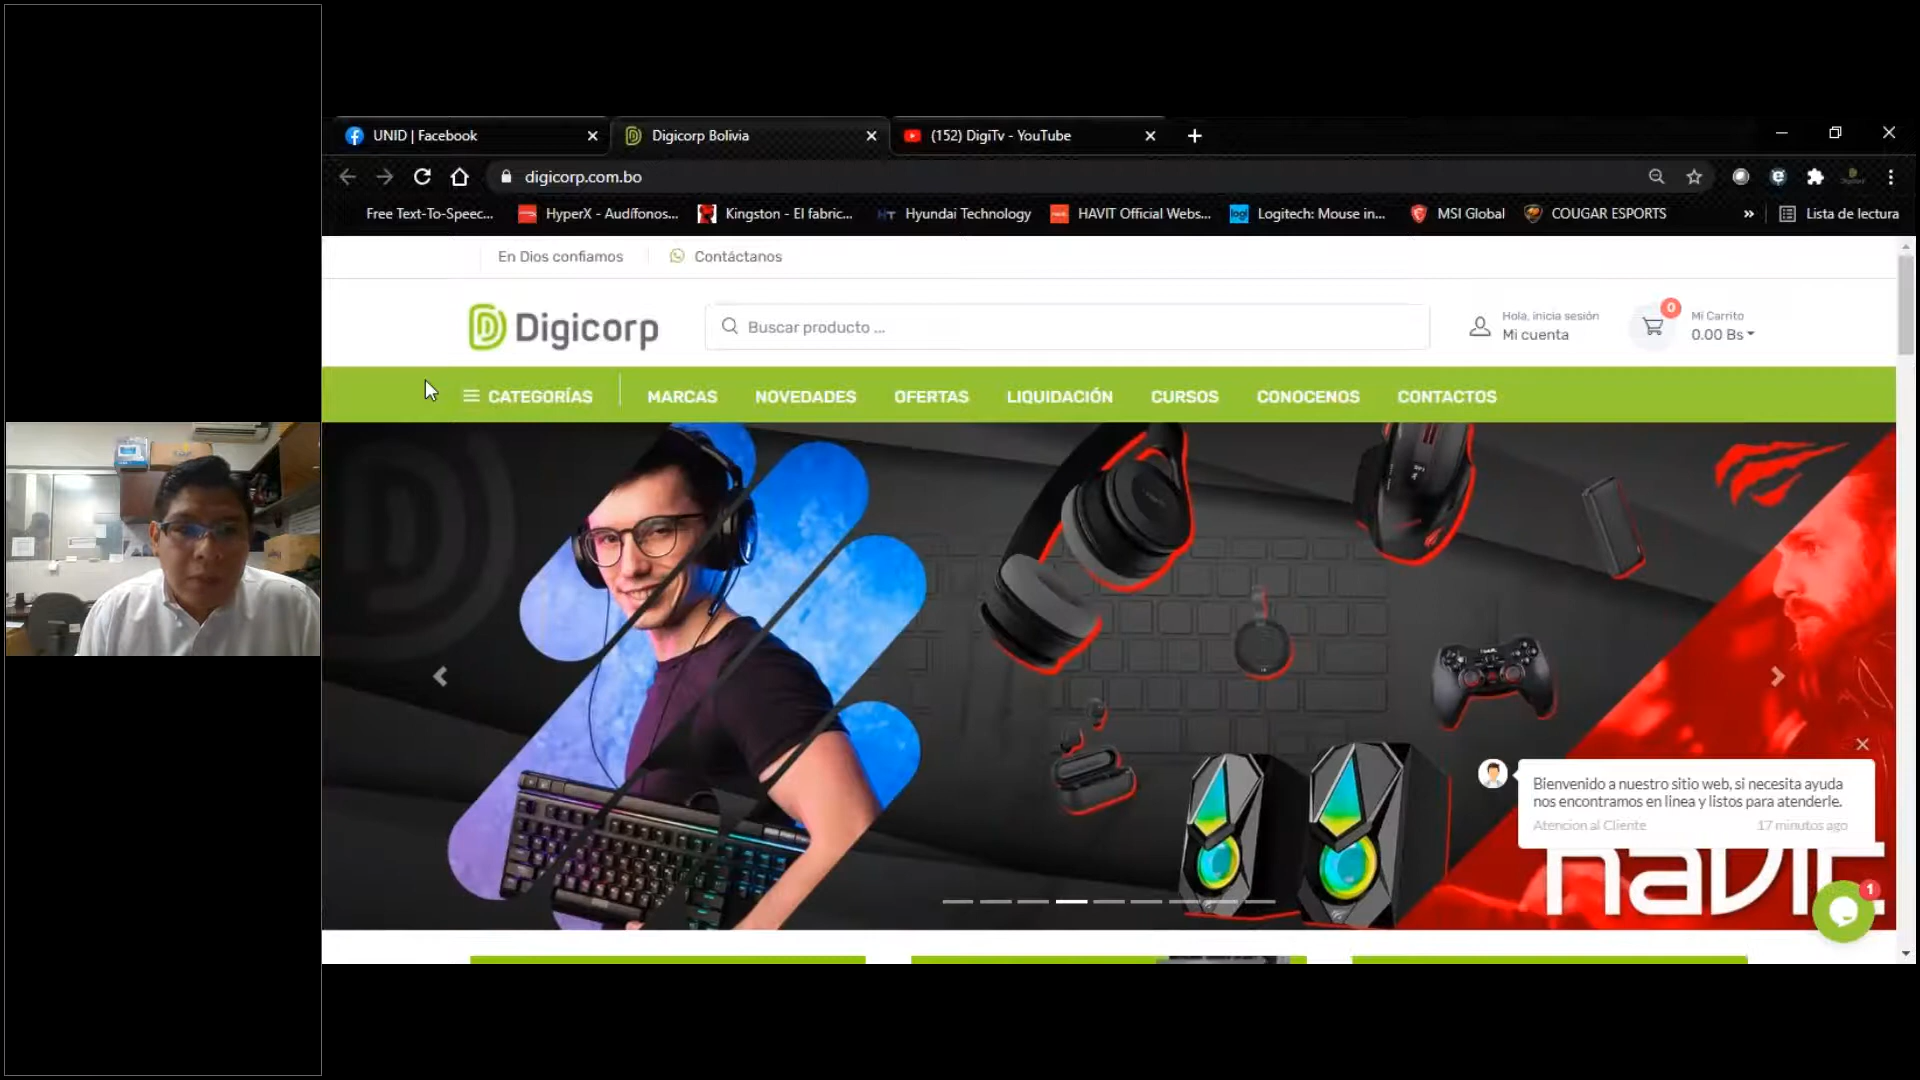 UNID | Facebook
Digicorp Bolivia
(152) DigiTv - YouTube
digicorp.com.bo
Free Text-To-Speec...
HyperX - Audífonos...
Kingston - El fabric...
HT Hyundai Technology
HAVIT Official Webs...
logi Logitech: Mouse in...
MSI Global
COUGAR ESPORTS
»
Lista de lectura
En Dios confiamos
Contáctanos
Digicorp
Buscar producto ...
Hola, inicia sesión
Mi cuenta
0
Mi Carrito
0.00 Bs
CATEGORÍAS
MARCAS
NOVEDADES
OFERTAS
LIQUIDACIÓN
CURSOS
CONOCENOS
CONTACTOS
Bienvenido a nuestro sitio web, si necesita ayuda
nos encontramos en linea y listos para atenderle.
Atencion al Cliente
17 minutos ago
havit
1